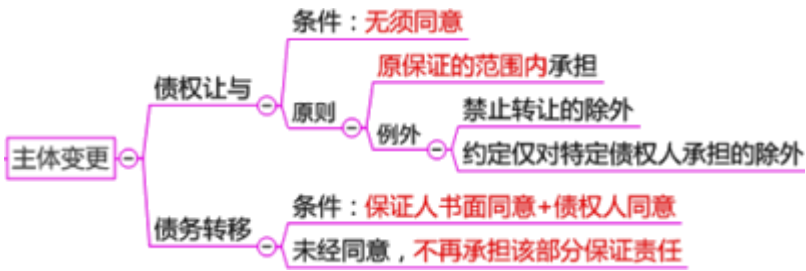 主体变更
债权让与
条件：无须同意
原则
原保证的范围内承担
例外
禁止转让的除外
约定仅对特定债权人承担的除外
债务转移
条件：保证人书面同意+债权人同意
未经同意，不再承担该部分保证责任